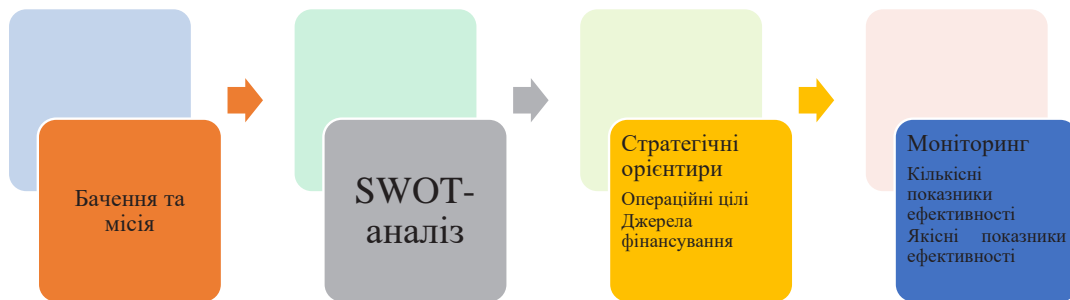 Бачення та
місія
SWOT-
аналіз
Стратегічні
орієнтири
Операційні цілі
Джерела
фінансування
Моніторинг
Кількісні
показники
ефективності
Якісні показники
ефективності